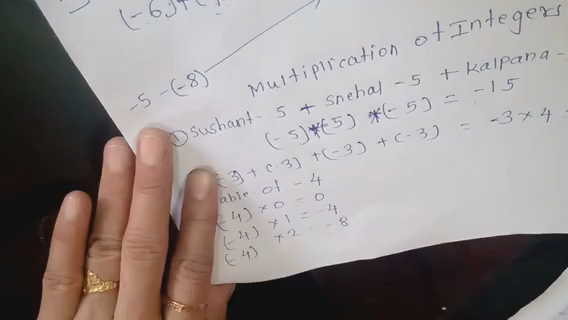 (-6)+(
-5 -(-8)
Multiplication of Integers
① Sushant - 5 + Snehal - 5 + Kalpana -
(-5)*(5) *(-5) = -15
3) + (-3) + (-3) + (-3) = -3 x 4 =
able of - 4
(-4) x 0 = 0
(-4) x 1 = -4
(-4) x 2 = -8